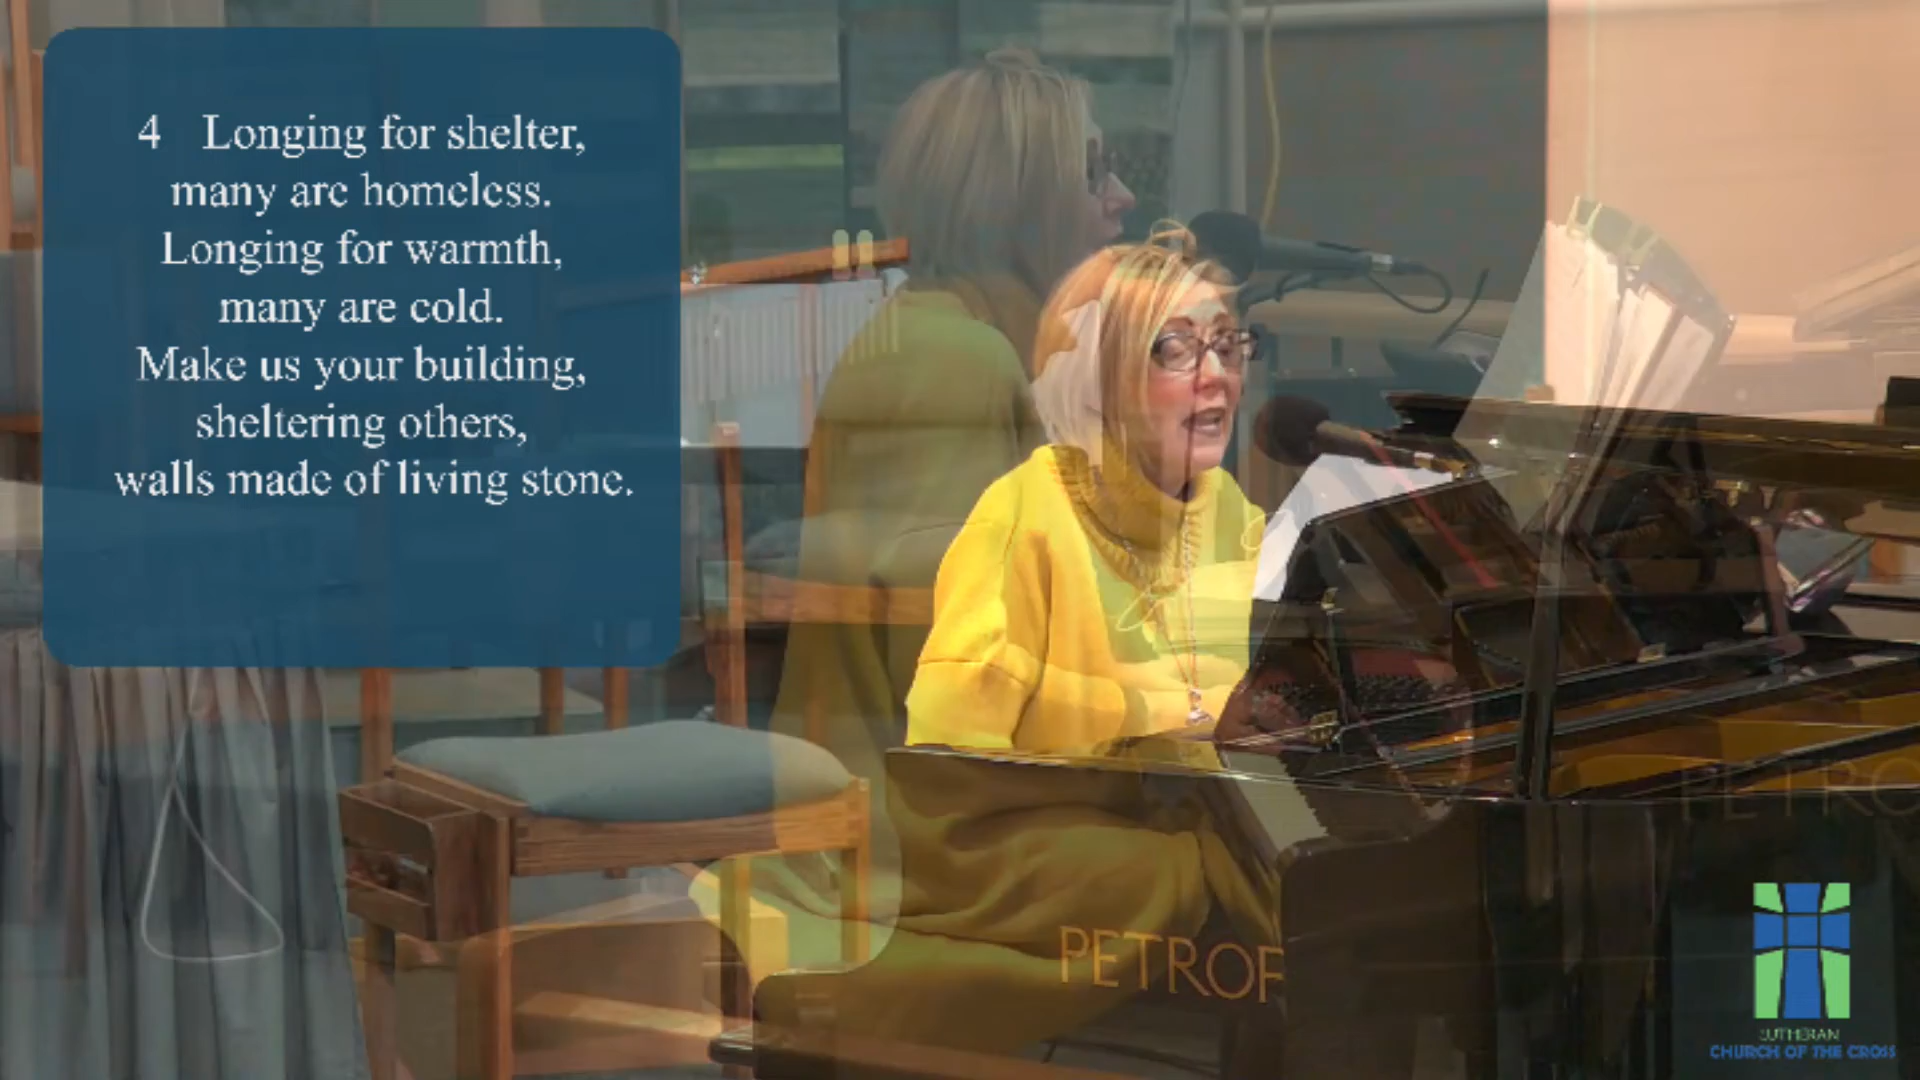 4 Longing for shelter,
many are homeless.
Longing for warmth,
many are cold.
Make us your building,
sheltering others,
walls made of living stone.
PETRO
PETROF
LUTHERAN
CHURCH OF THE CROSS